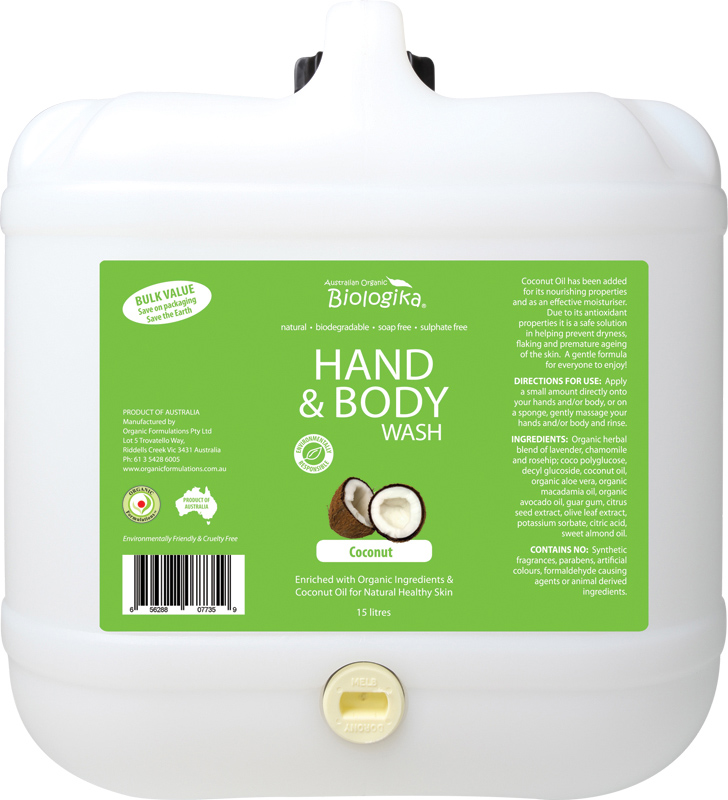 BULK VALUE
Save on packaging
Save the Earth
Australian Organic
Biologika®
natural • biodegradable • soap free • sulphate free
HAND
& BODY
WASH
ENVIRONMENTALLY
RESPONSIBLE
Coconut
Enriched with Organic Ingredients &
Coconut Oil for Natural Healthy Skin
15 litres
PRODUCT OF AUSTRALIA
Manufactured by
Organic Formulations Pty Ltd
Lot 5 Trovatello Way,
Riddells Creek Vic 3431 Australia
Ph: 61 3 5428 6005
www.organicformulations.com.au
ORGANIC
Formulations
PRODUCT OF
AUSTRALIA
Environmentally Friendly & Cruelty Free
6 56288 07735 9
Coconut Oil has been added
for its nourishing properties
and as an effective moisturiser.
Due to its antioxidant
properties it is a safe solution
in helping prevent dryness,
flaking and premature ageing
of the skin. A gentle formula
for everyone to enjoy!
DIRECTIONS FOR USE: Apply
a small amount directly onto
your hands and/or body, or on
a sponge, gently massage your
hands and/or body and rinse.
INGREDIENTS: Organic herbal
blend of lavender, chamomile
and rosehip; coco polyglucose,
decyl glucoside, coconut oil,
organic aloe vera, organic
macadamia oil, organic
avocado oil, guar gum, citrus
seed extract, olive leaf extract,
potassium sorbate, citric acid,
sweet almond oil.
CONTAINS NO: Synthetic
fragrances, parabens, artificial
colours, formaldehyde causing
agents or animal derived
ingredients.
MELB